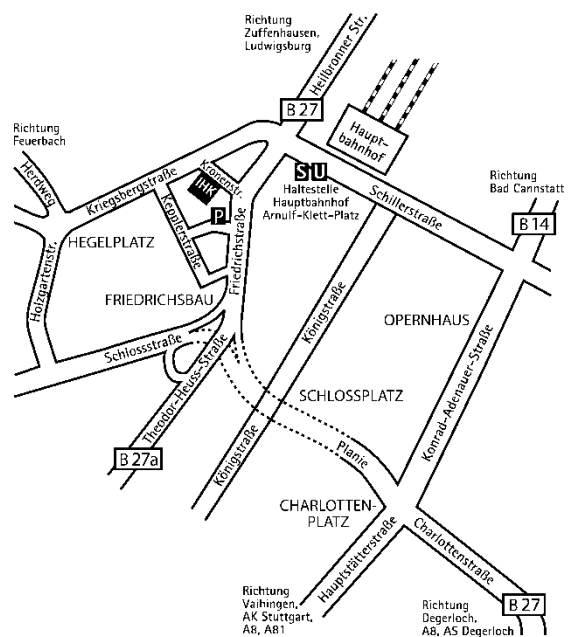 Richtung
Zuffenhausen,
Ludwigsburg
Heilbronner Str.
B 27
Haupt-
bahnhof
Richtung
Feuerbach
Herdweg
Kriegsbergstraße
Kronenstr.
IHK
P
Kepplerstraße
Friedrichstraße
S U
Haltestelle
Hauptbahnhof
Arnulf-Klett-Platz
Schillerstraße
Richtung
Bad Cannstatt
B 14
HEGELPLATZ
Holzgartenstr.
FRIEDRICHSBAU
Königstraße
OPERNHAUS
Konrad-Adenauer-Straße
Schlossstraße
Theodor-Heuss-Straße
SCHLOSSPLATZ
B 27a
Königstraße
Planie
CHARLOTTEN-
PLATZ
Hauptstätterstraße
Charlottenstraße
Richtung
Vaihingen,
AK Stuttgart,
A8, A81
Richtung
Degerloch,
A8, AS Degerloch
B 27